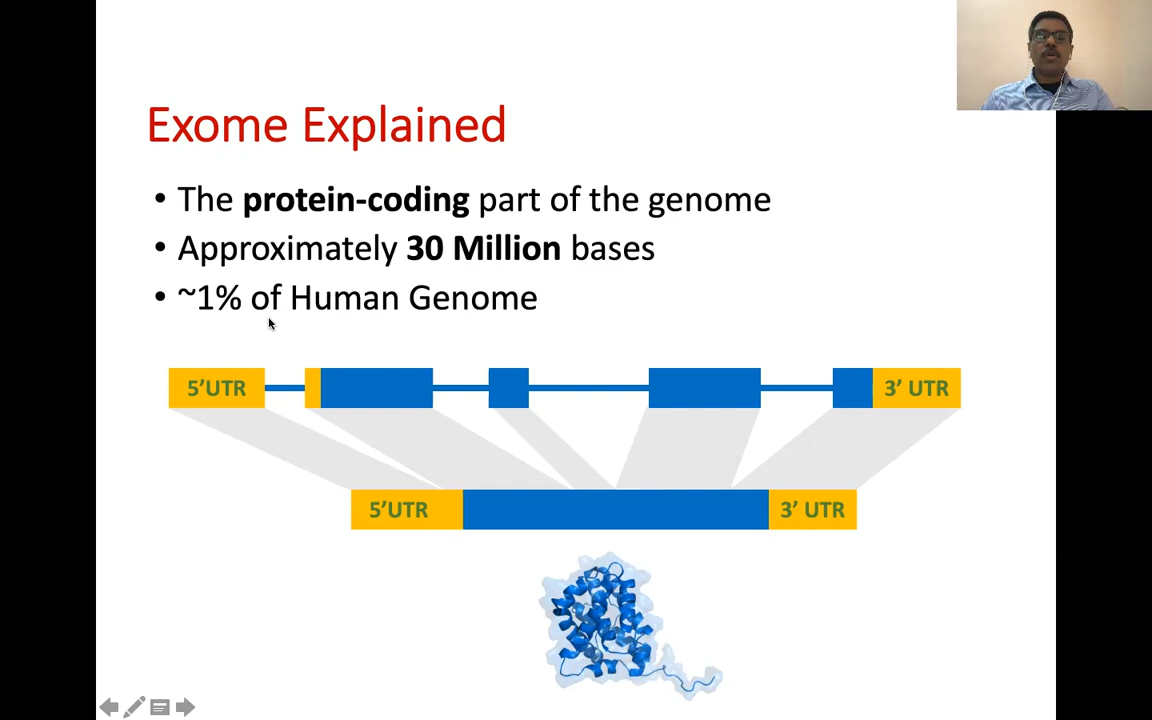 Exome Explained
• The protein-coding part of the genome
• Approximately 30 Million bases
• ~1% of Human Genome
5'UTR 3' UTR
5'UTR 3' UTR